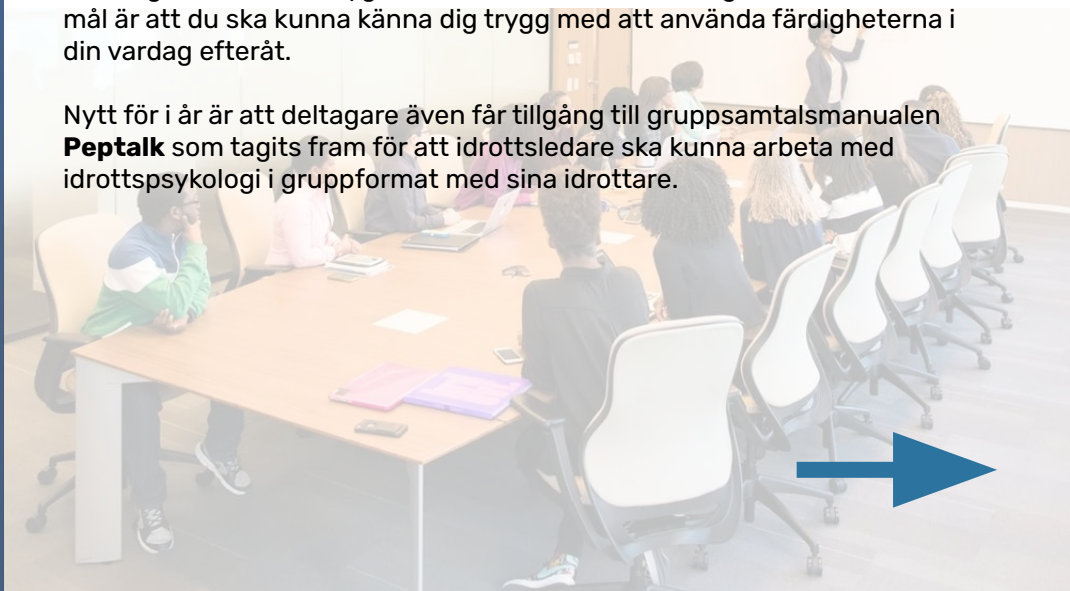 mål är att du ska kunna känna dig trygg med att använda färdigheterna i
din vardag efteråt.
Nytt för i år är att deltagare även får tillgång till gruppsamtalsmanualen
Peptalk som tagits fram för att idrottsledare ska kunna arbeta med
idrottspsykologi i gruppformat med sina idrottare.